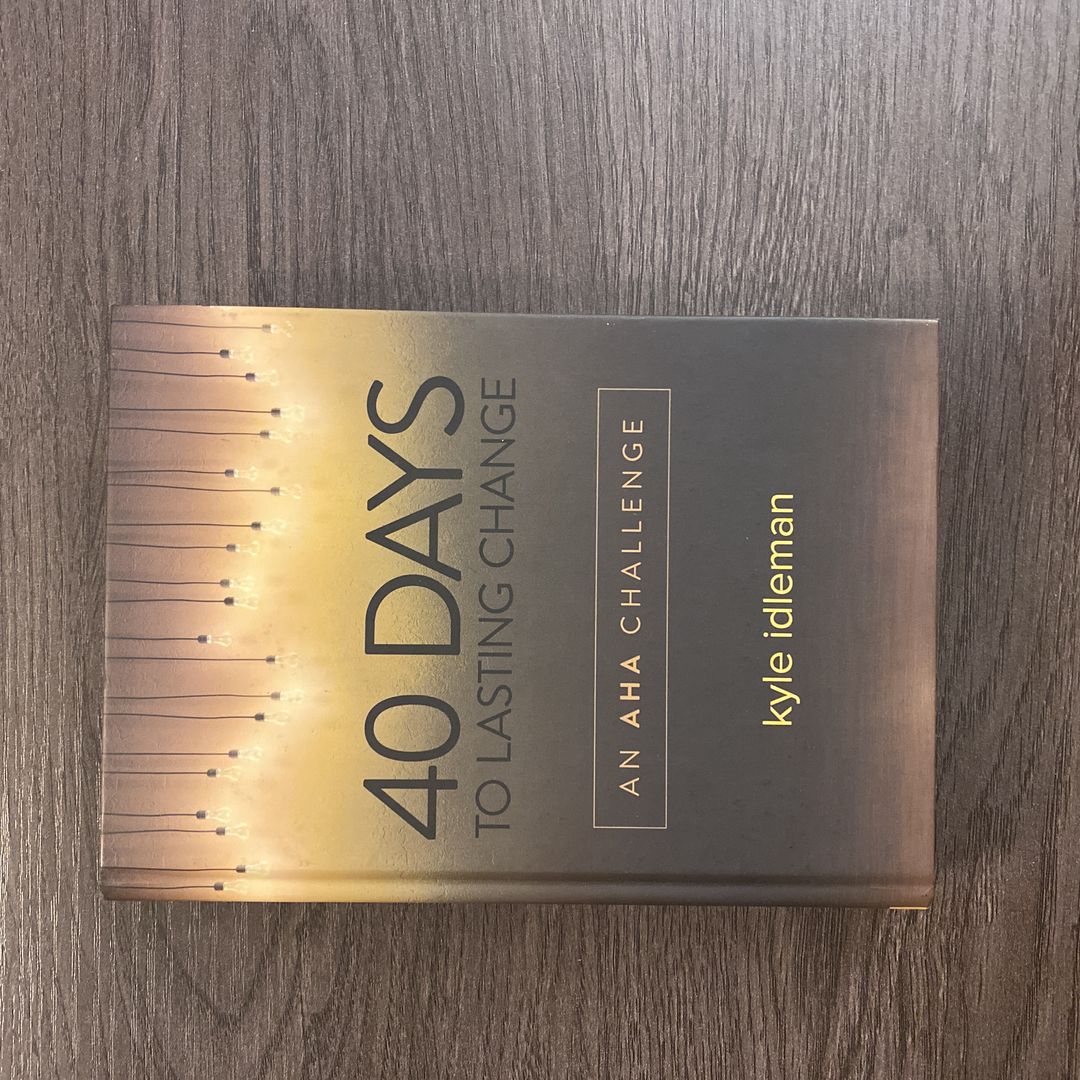 40 DAYS
TO LASTING CHANGE
AN AHA CHALLENGE
kyle idleman